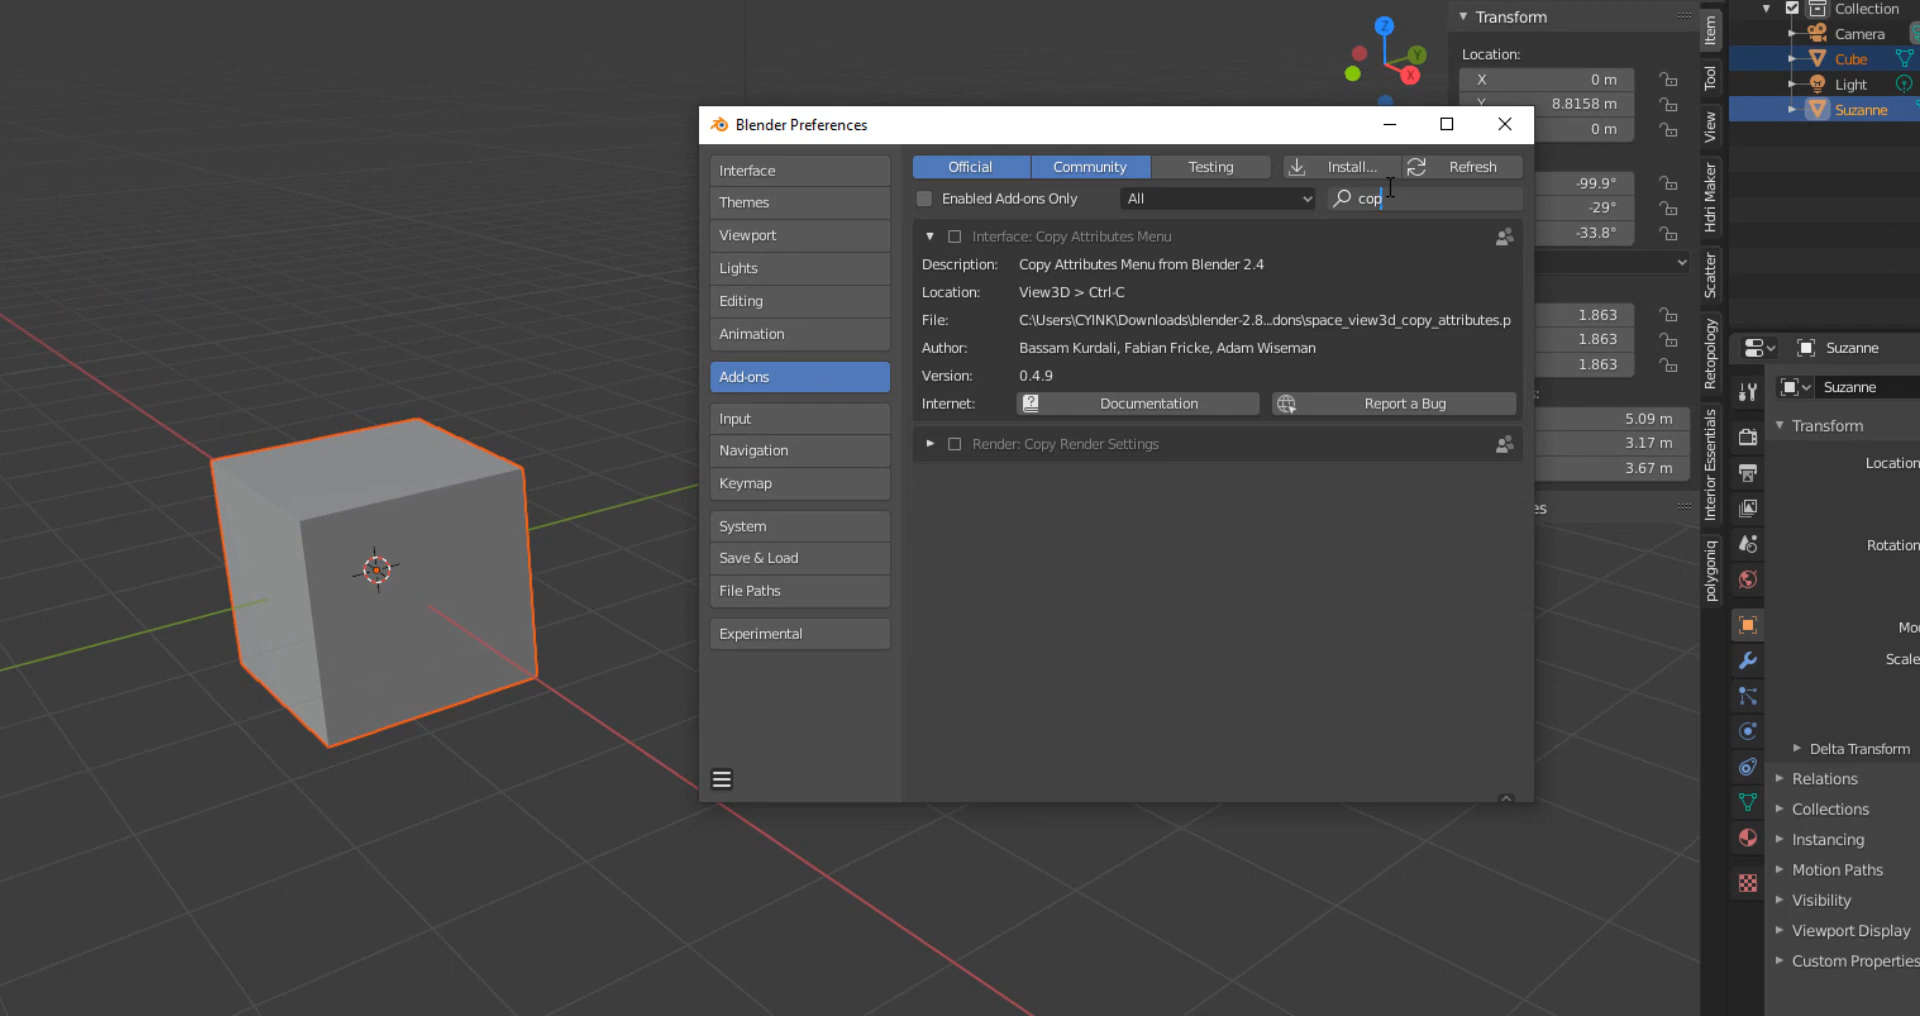 Transform
Location:
X 0 m
Y 8.8158 m
0 m
-99.9°
-29°
-33.8°
1.863
1.863
1.863
5.09 m
3.17 m
3.67 m
es
Z
Y
X
Item
Tool
View
Hdri Maker
Scatter
Retopology
Interior Essentials
polygoniq
Collection
Camera
Cube
Light
Suzanne
Blender Preferences
Interface
Themes
Viewport
Lights
Editing
Animation
Add-ons
Input
Navigation
Keymap
System
Save & Load
File Paths
Experimental
Official Community Testing Install... Refresh
Enabled Add-ons Only All cop
Interface: Copy Attributes Menu
Description: Copy Attributes Menu from Blender 2.4
Location: View3D > Ctrl-C
File: C:\Users\CYINK\Downloads\blender-2.8...dons\space_view3d_copy_attributes.p
Author: Bassam Kurdali, Fabian Fricke, Adam Wiseman
Version: 0.4.9
Internet: Documentation Report a Bug
Render: Copy Render Settings
Suzanne
Suzanne
Transform
Location
Rotation
Mo
Scale
Delta Transform
Relations
Collections
Instancing
Motion Paths
Visibility
Viewport Display
Custom Properties